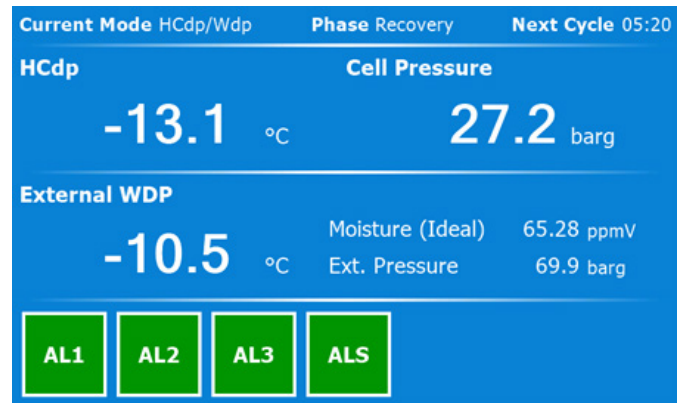 Current Mode HCdp/Wdp Phase Recovery Next Cycle 05:20
HCdp Cell Pressure
-13.1 °C 27.2 barg
External WDP
-10.5 °C
Moisture (Ideal) 65.28 ppmV
Ext. Pressure 69.9 barg
AL1 AL2 AL3 ALS